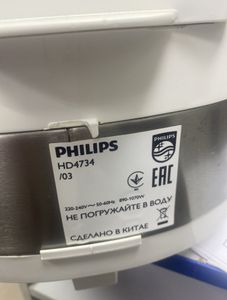 PHILIPS
HD4734
/03
PHILIPS
EAC
220-240V~ 50-60Hz 890-1070W
НЕ ПОГРУЖАЙТЕ В ВОДУ
СДЕЛАНО В КИТАЕ